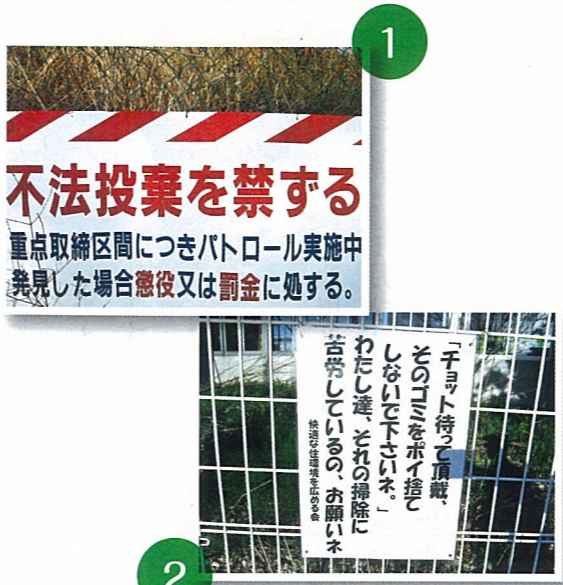 1
不法投棄を禁ずる
重点取締区間につきパトロール実施中
発見した場合懲役又は罰金に処する。
「チョット待って頂戴、
そのゴミをポイ捨て
しないで下さいネ。」
わたし達、それの掃除に
苦労しているの、お願いネ
快適な住環境を広める会
2